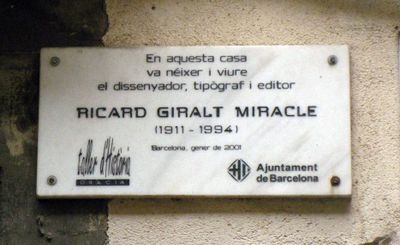 En aquesta casa
va néixer i viure
el dissenyador, tipògraf i editor
RICARD GIRALT MIRACLE
(1911 - 1994)
Barcelona, gener de 2001
taller d'Història
GRÀCIA
Ajuntament
de Barcelona